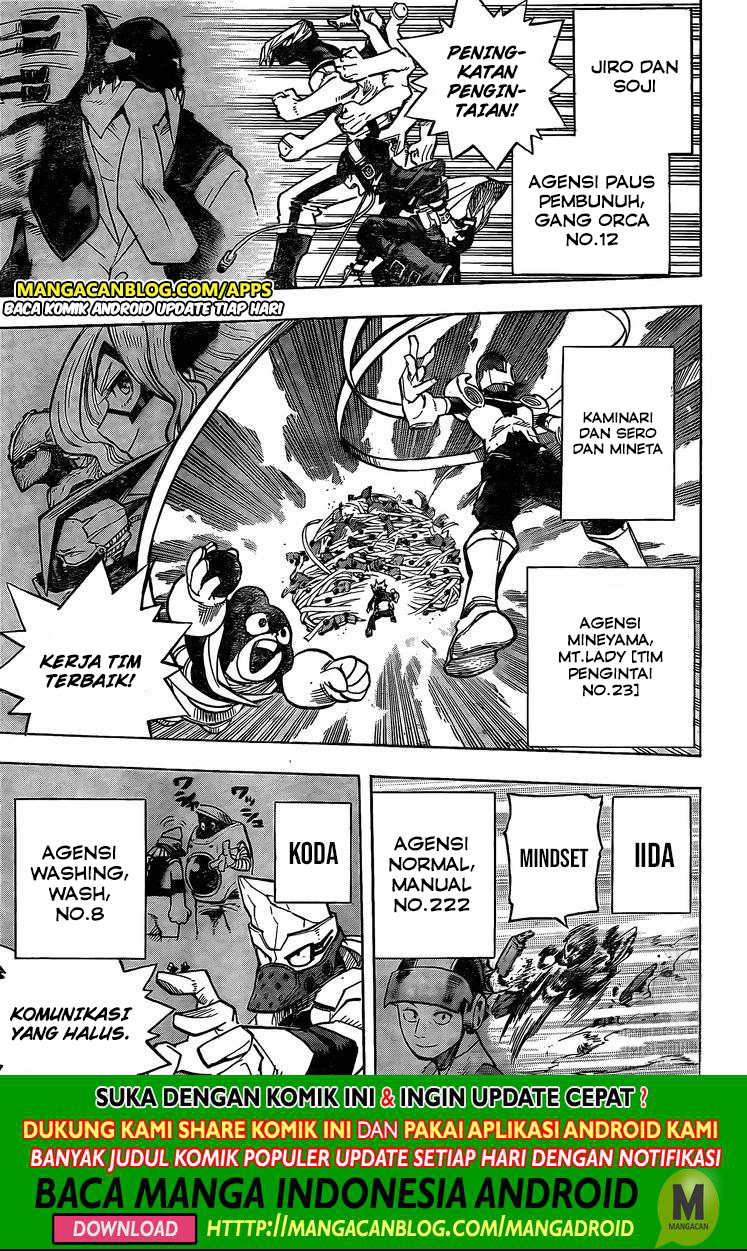 JIRO DAN
SOJI
PENING-
KATAN
PENGIN-
TAIAN!
AGENSI PAUS
PEMBUNUH,
GANG ORCA
NO.12
MANGACANBLOG.COM/APPS
BACA KOMIK ANDROID UPDATE TIAP HARI
KAMINARI
DAN SERO
DAN MINETA
AGENSI
MINEYAMA,
MT.LADY [TIM
PENGINTAI
NO.23]
KERJA TIM
TERBAIK!
IIDA
MINDSET
AGENSI
NORMAL,
MANUAL
NO.222
KODA
ワ ワ
AGENSI
WASHING,
WASH,
NO.8
KOMUNIKASI
YANG HALUS.
SUKA DENGAN KOMIK INI & INGIN UPDATE CEPAT ?
DUKUNG KAMI SHARE KOMIK INI DAN PAKAI APLIKASI ANDROID KAMI
BANYAK JUDUL KOMIK POPULER UPDATE SETIAP HARI DENGAN NOTIFIKASI
BACA MANGA INDONESIA ANDROID
DOWNLOAD HTTTP://MANGACANBLOG.COM/MANGADROID
M
MANGACAN